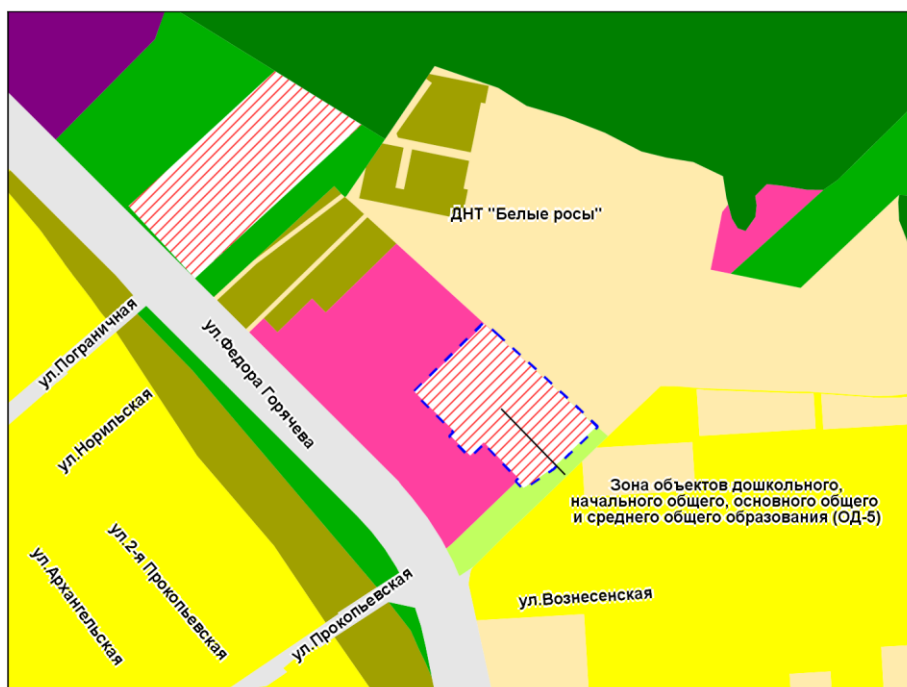 ДНТ "Белые росы"
ул.Пограничная
ул.Федора Горячева
ул.Норильская
Зона объектов дошкольного,
начального общего, основного общего
и среднего общего образования (ОД-5)
ул.2-я Прокопьевская
ул.Архангельская
ул.Прокопьевская
ул.Вознесенская